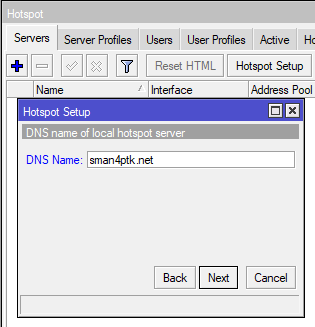 Hotspot
Servers Server Profiles Users User Profiles Active
Reset HTML Hotspot Setup
Name Interface Address Pool
Hotspot Setup
DNS name of local hotspot server
DNS Name: sman4ptk.net
Back Next Cancel